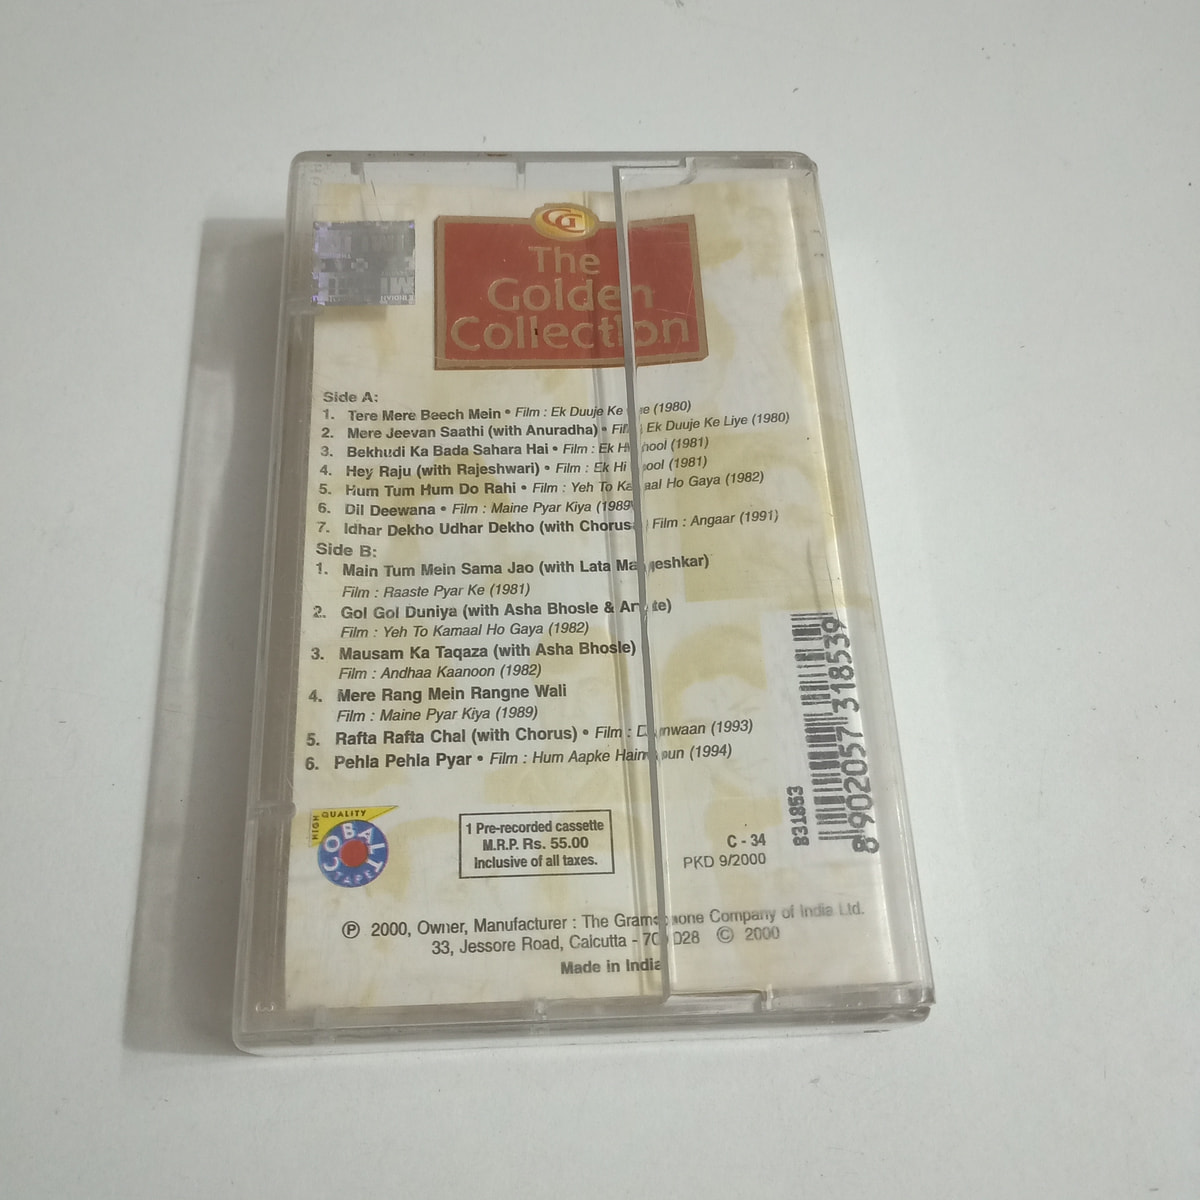 CG
The
Golden
Collection
Side A:
1. Tere Mere Beech Mein • Film : Ek Duuje Ke (1980)
2. Mere Jeevan Saathi (with Anuradha) • Ek Duuje Ke Liye (1980)
3. Bekhudi Ka Bada Sahara Hai • Film : Ek (1981)
4. Hey Raju (with Rajeshwari) • Film : Ek (1981)
5. Hum Tum Hum Do Rahi • Film : Yeh To Ho Gaya (1982)
6. Dil Deewana • Film : Maine Pyar Kiya (1989)
7. Idhar Dekho Udhar Dekho (with Chorus Film : Angaar (1991)
Side B:
1. Main Tum Mein Sama Jao (with Lata
Film : Raaste Pyar Ke (1981)
2. Gol Gol Duniya (with Asha Bhosle &
Film : Yeh To Kamaal Ho Gaya (1982)
3. Mausam Ka Taqaza (with Asha Bhosle)
Film : Andhaa Kaanoon (1982)
4. Mere Rang Mein Rangne Wali
Film : Maine Pyar Kiya (1989)
5. Rafta Rafta Chal (with Chorus) • Film : (1993)
6. Pehla Pehla Pyar • Film : Hum Aapke (1994)
HIGH QUALITY
COBALT
TAPE
1 Pre-recorded cassette
M.R.P. Rs. 55.00
Inclusive of all taxes.
C - 34
PKD 9/2000
831853
8 902057 318539
℗ 2000, Owner, Manufacturer : The Company of India Ltd.
33, Jessore Road, Calcutta - © 2000
Made in India